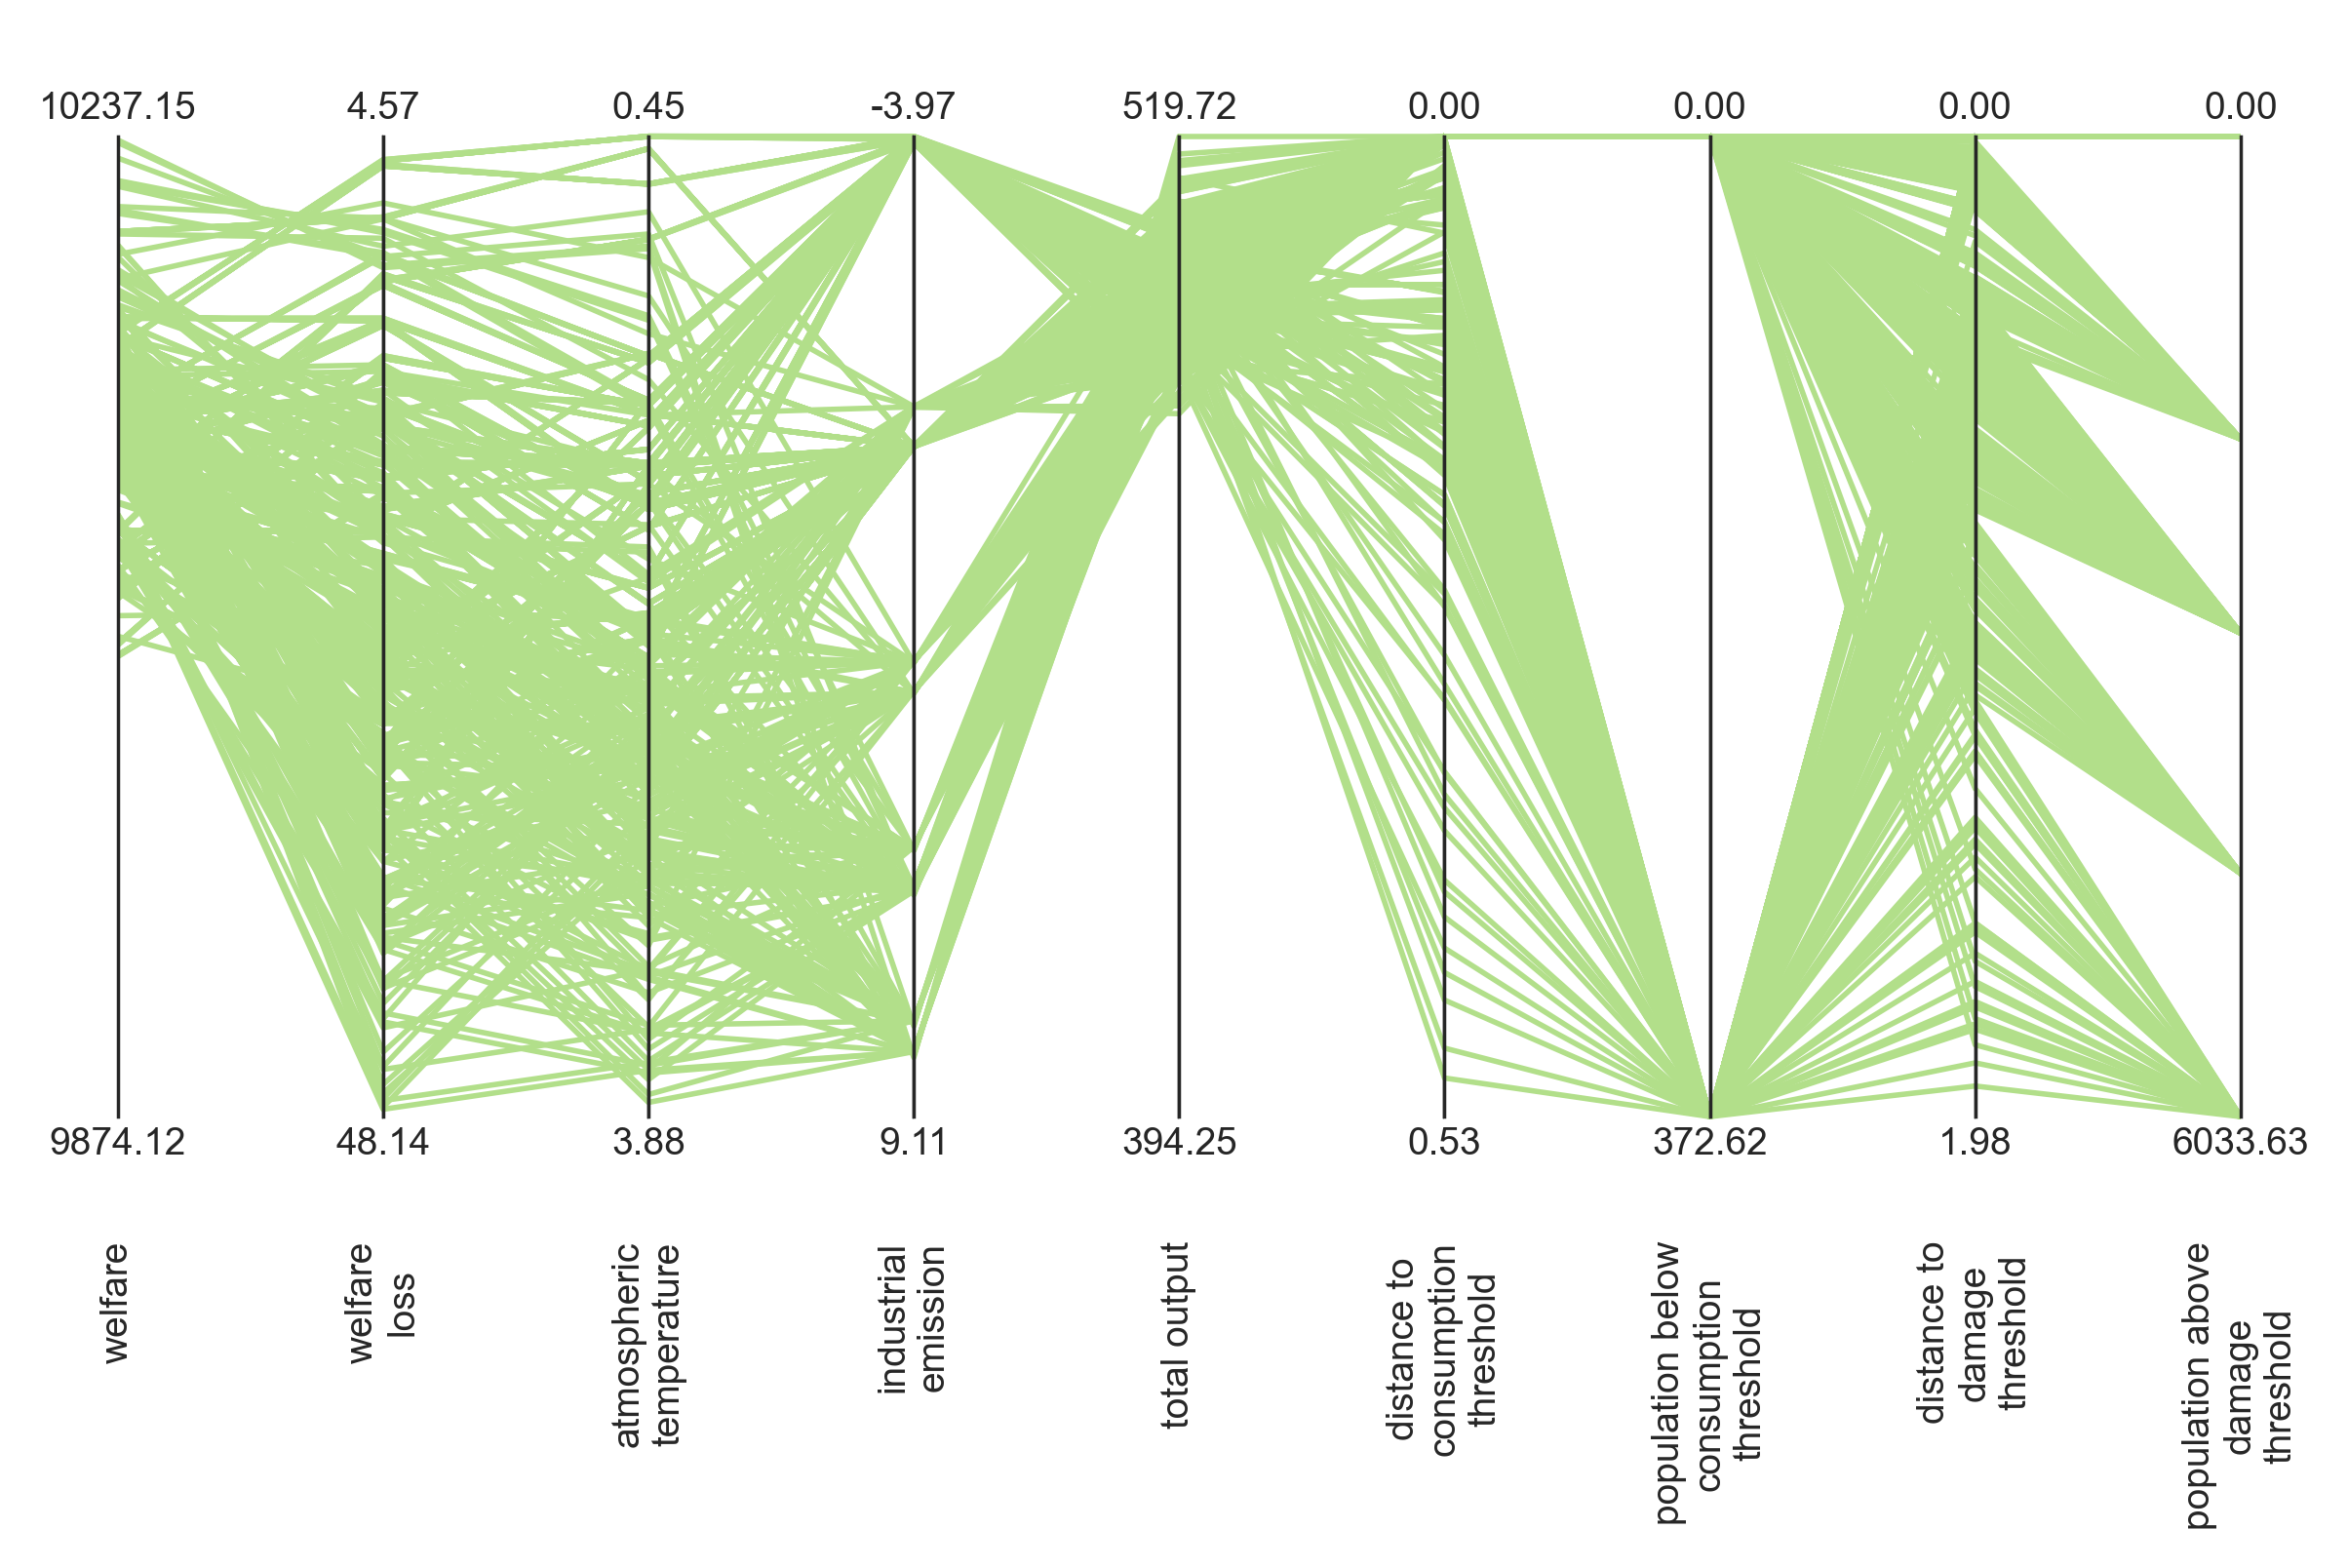 10237.15
4.57
0.45
-3.97
519.72
0.00
0.00
0.00
0.00
9874.12
48.14
3.88
9.11
394.25
0.53
372.62
1.98
6033.63
welfare
welfare
loss
atmospheric
temperature
industrial
emission
total output
distance to
consumption
threshold
population below
consumption
threshold
distance to
damage
threshold
population above
damage
threshold